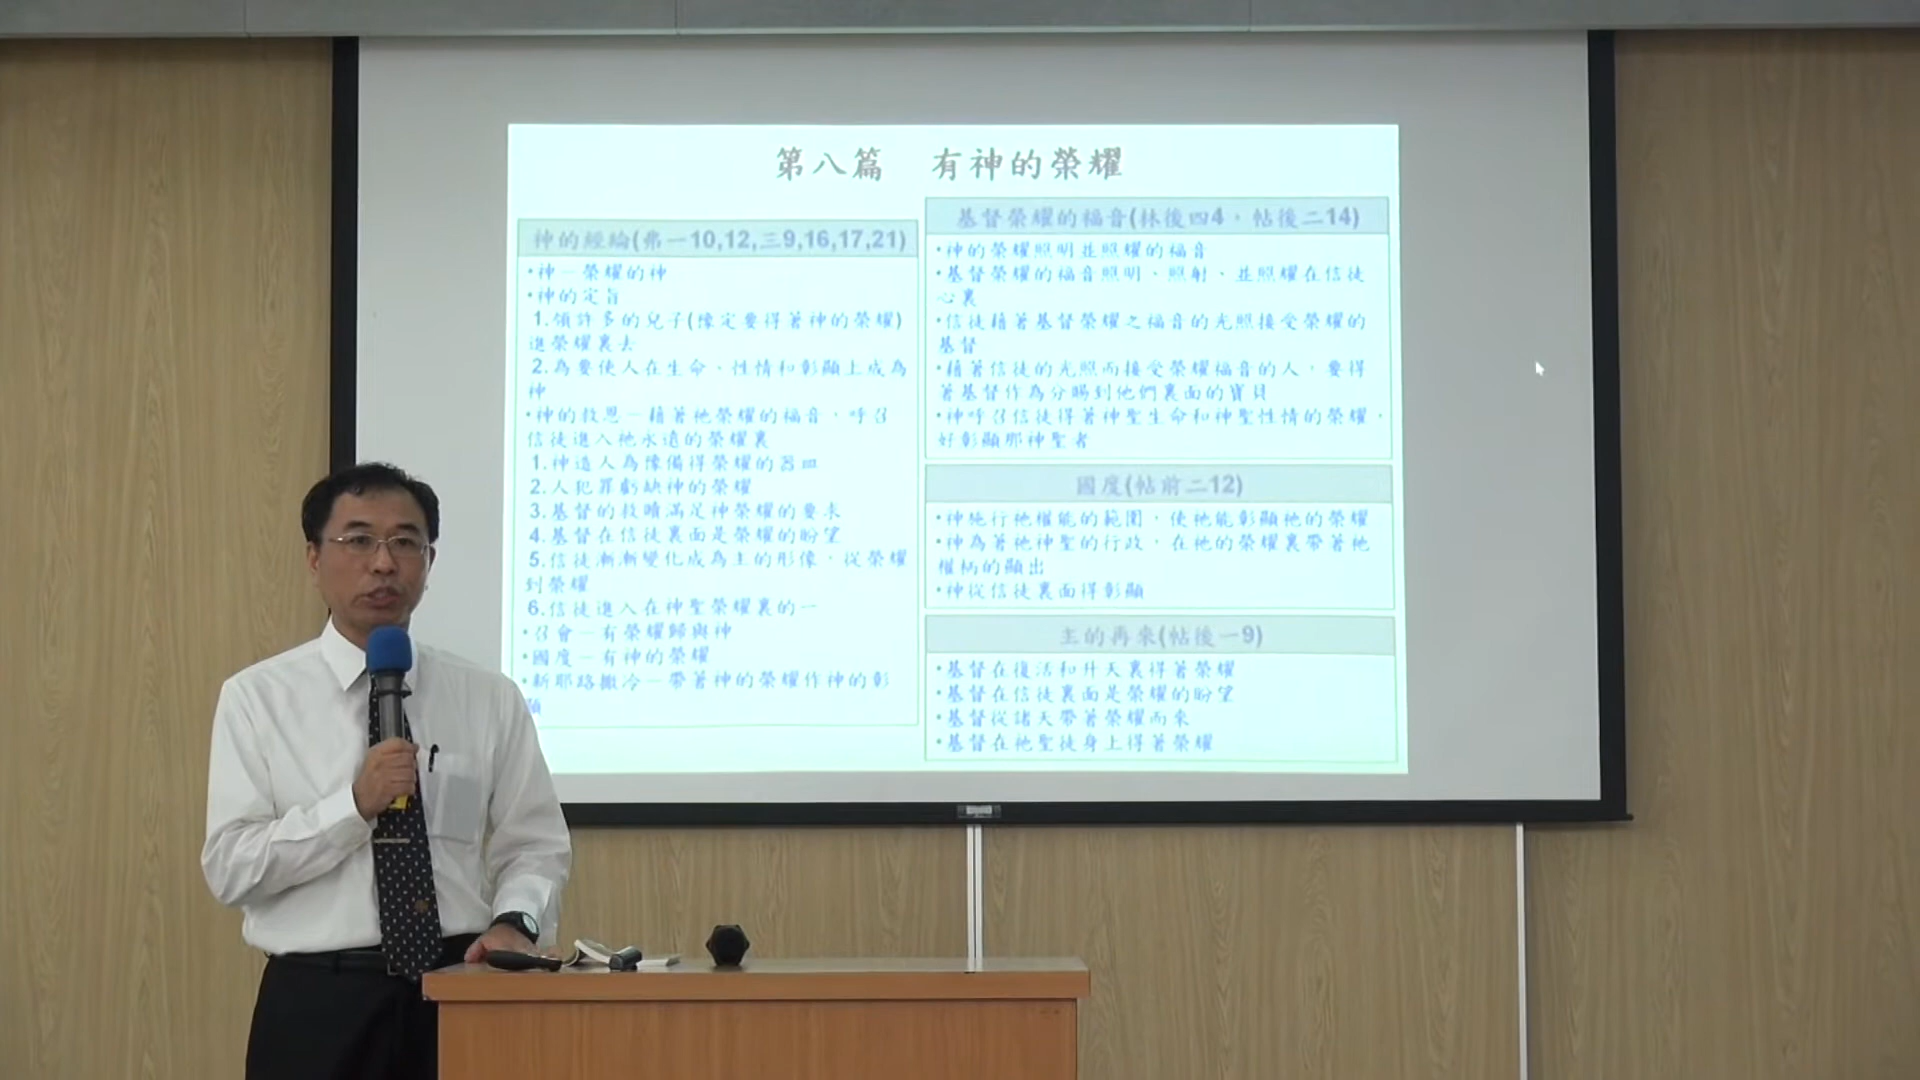 第八篇 有神的榮耀
神的經綸(弗一10,12,三9,16,17,21)
•神－榮耀的神
•神的定旨
1.領許多的兒子(豫定要得著神的榮耀)
進榮耀裏去
2.為要使人在生命、性情和彰顯上成為
神
•神的救恩－藉著祂榮耀的福音，呼召
信徒進入祂永遠的榮耀裏
1.神造人為豫備得榮耀的器皿
2.人犯罪虧缺神的榮耀
3.基督的救贖滿足神榮耀的要求
4.基督在信徒裏面是榮耀的盼望
5.信徒漸漸變化成為主的形像，從榮耀
到榮耀
6.信徒進入在神聖榮耀裏的一
•召會－有榮耀歸與神
•國度－有神的榮耀
•新耶路撒冷－帶著神的榮耀作神的彰
顯
基督榮耀的福音(林後四4，帖後二14)
•神的榮耀照明並照耀的福音
•基督榮耀的福音照明、照射、並照耀在信徒
心裏
•信徒藉著基督榮耀之福音的光照接受榮耀的
基督
•藉著信徒的光照而接受榮耀福音的人，要得
著基督作為分賜到他們裏面的寶貝
•神呼召信徒得著神聖生命和神聖性情的榮耀，
好彰顯那神聖者
國度(帖前二12)
•神施行祂權能的範圍，使祂能彰顯祂的榮耀
•神為著祂神聖的行政，在祂的榮耀裏帶著祂
權柄的顯出
•神從信徒裏面得彰顯
主的再來(帖後一9)
•基督在復活和升天裏得著榮耀
•基督在信徒裏面是榮耀的盼望
•基督從諸天帶著榮耀而來
•基督在祂聖徒身上得著榮耀